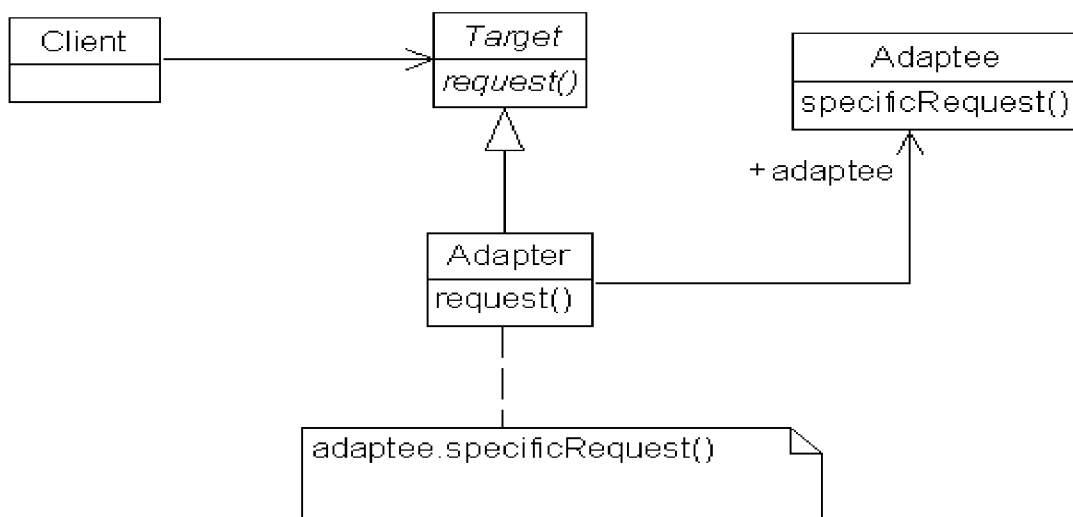 Client
Target
request()
Adaptee
specificRequest()
+ adaptee
Adapter
request()
adaptee.specificRequest()